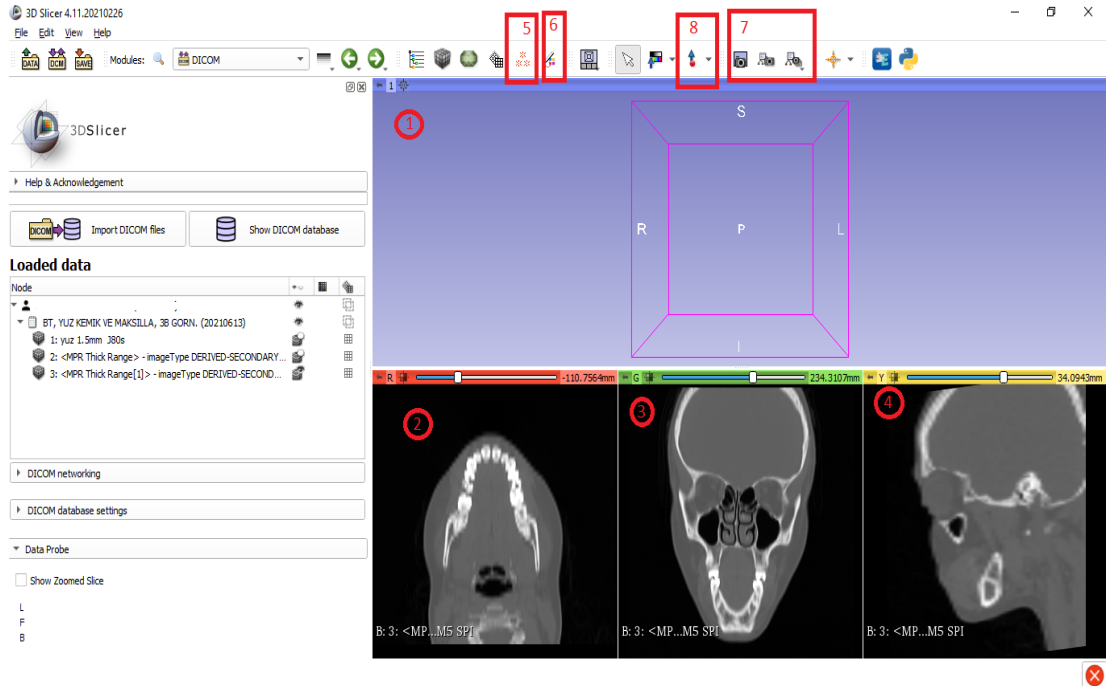 3D Slicer 4.11.20210226
File Edit View Help
5
6
8
7
DATA DCM SAVE Modules: DICOM
1
1
S
R P L
I
3DSlicer
Help & Acknowledgement
DICOM Import DICOM files Show DICOM database
Loaded data
Node
BT, YUZ KEMIK VE MAKSILLA, 3B GORN. (20210613)
1: yuz 1.5mm J80s
2: <MPR Thick Range> - imageType DERIVED-SECONDARY...
3: <MPR Thick Range[1]> - imageType DERIVED-SECOND...
DICOM networking
DICOM database settings
Data Probe
Show Zoomed Slice
L
F
B
R -110.7564mm
2
B: 3: <MP...M5 SPI
G 234.3107mm
3
B: 3: <MP...M5 SPI
Y 34.0943mm
4
B: 3: <MP...M5 SPI